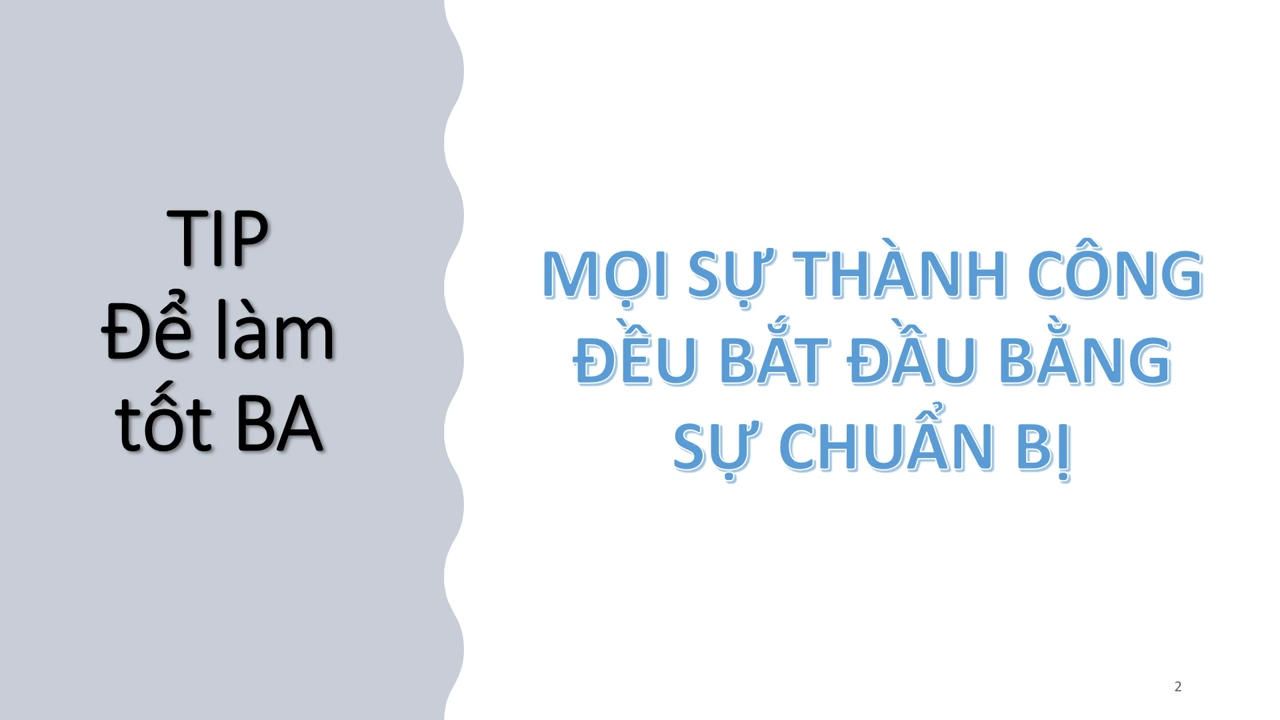 TIP
Để làm
tốt BA
MỌI SỰ THÀNH CÔNG
ĐỀU BẮT ĐẦU BẰNG
SỰ CHUẨN BỊ
2